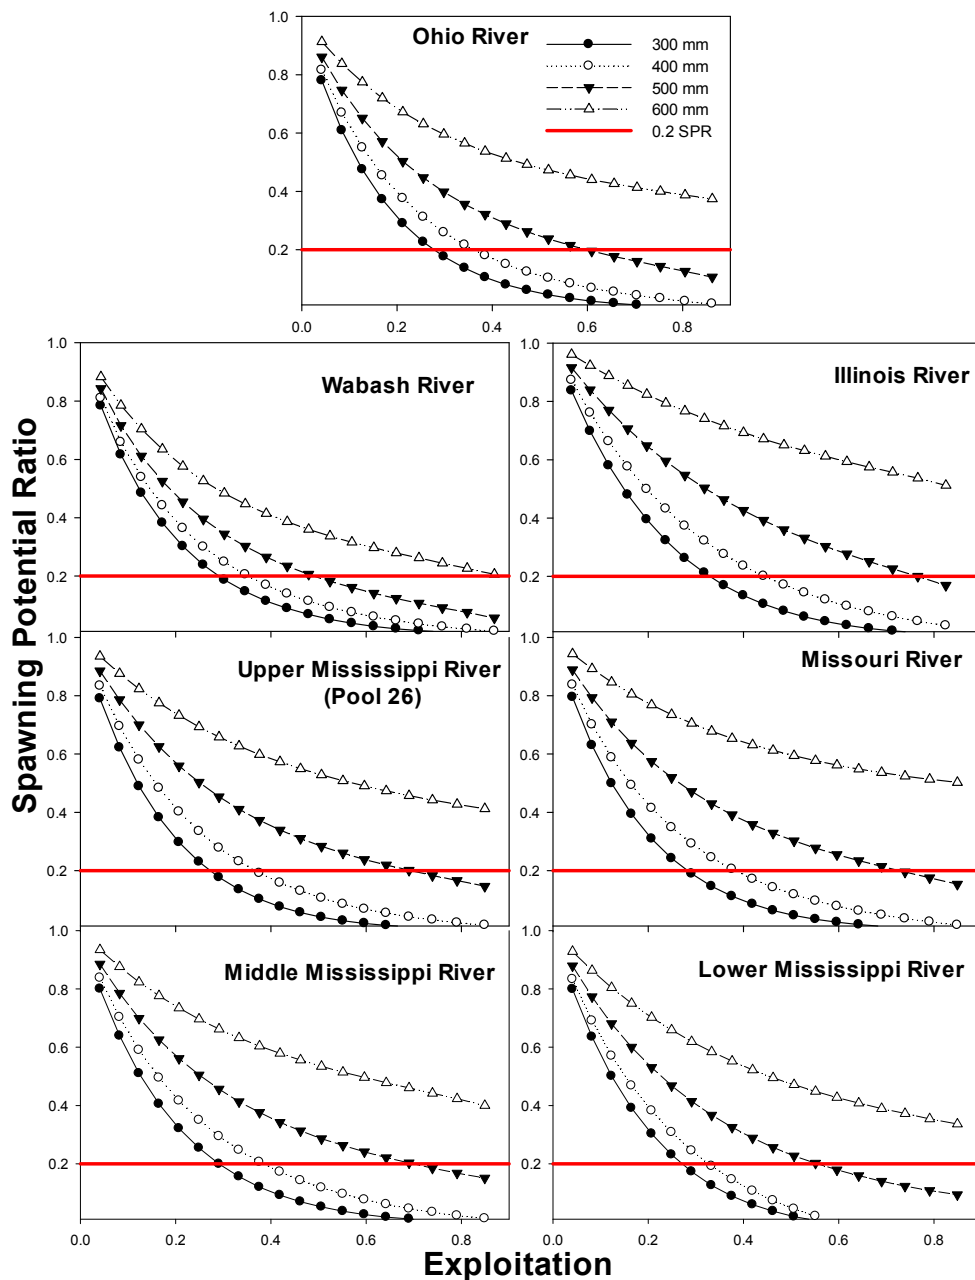 Ohio River
300 mm
400 mm
500 mm
600 mm
0.2 SPR
1.0
0.8
0.6
0.4
0.2
0.0 0.2 0.4 0.6 0.8
Wabash River
1.0
0.8
0.6
0.4
0.2
Illinois River
1.0
0.8
0.6
0.4
0.2
Spawning Potential Ratio
Upper Mississippi River
(Pool 26)
1.0
0.8
0.6
0.4
0.2
Missouri River
1.0
0.8
0.6
0.4
0.2
Middle Mississippi River
1.0
0.8
0.6
0.4
0.2
0.0 0.2 0.4 0.6 0.8
Lower Mississippi River
1.0
0.8
0.6
0.4
0.2
0.0 0.2 0.4 0.6 0.8
Exploitation